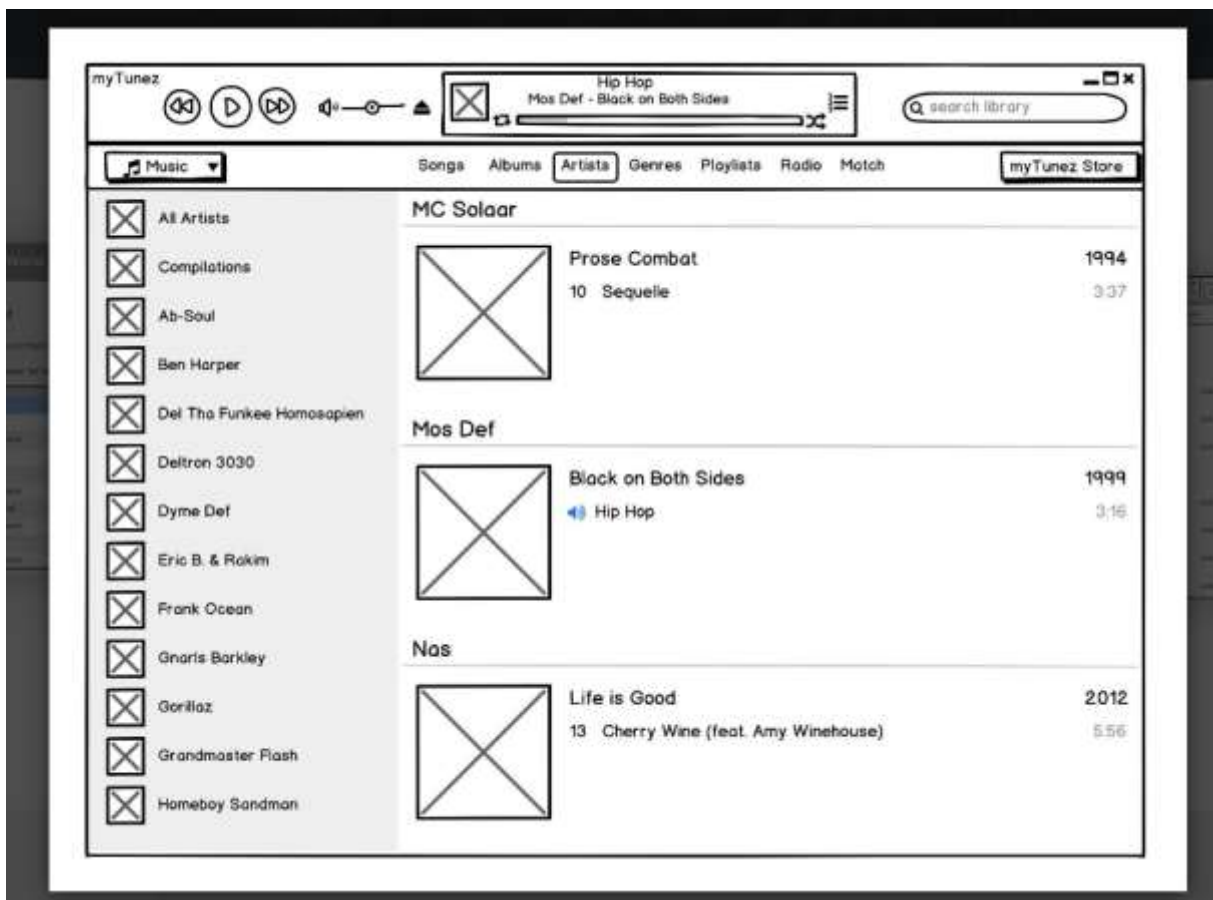 myTunez
Hip Hop
Mos Def - Black on Both Sides
search library
Music
Songs Albums Artists Genres Playlists Radio Match
myTunez Store
All Artists
Compilations
Ab-Soul
Ben Harper
Del Tha Funkee Homosapien
Deltron 3030
Dyme Def
Eric B. & Rakim
Frank Ocean
Gnarls Barkley
Gorillaz
Grandmaster Flash
Homeboy Sandman
MC Solaar
Prose Combat 1994
10 Sequelle 3:37
Mos Def
Black on Both Sides 1999
Hip Hop 3:16
Nas
Life is Good 2012
13 Cherry Wine (feat. Amy Winehouse) 5:56